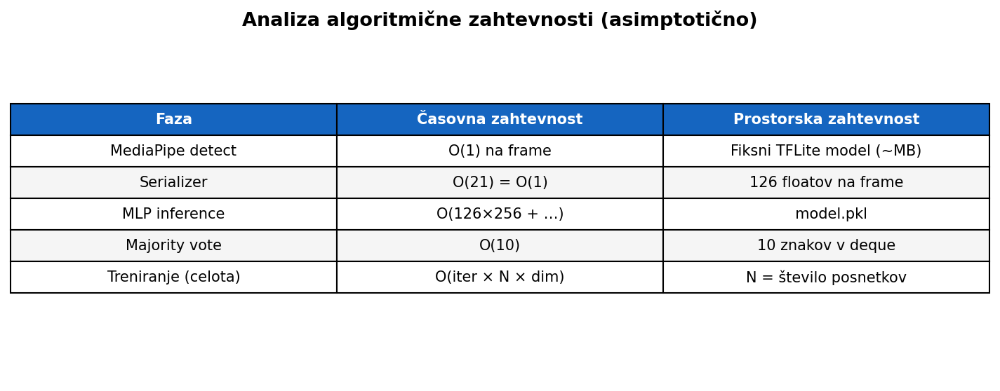 Analiza algoritmične zahtevnosti (asimptotično)
Faza Časovna zahtevnost Prostorska zahtevnost
MediaPipe detect O(1) na frame Fiksni TFLite model (~MB)
Serializer O(21) = O(1) 126 floatov na frame
MLP inference O(126×256 + ...) model.pkl
Majority vote O(10) 10 znakov v deque
Treniranje (celota) O(iter × N × dim) N = število posnetkov